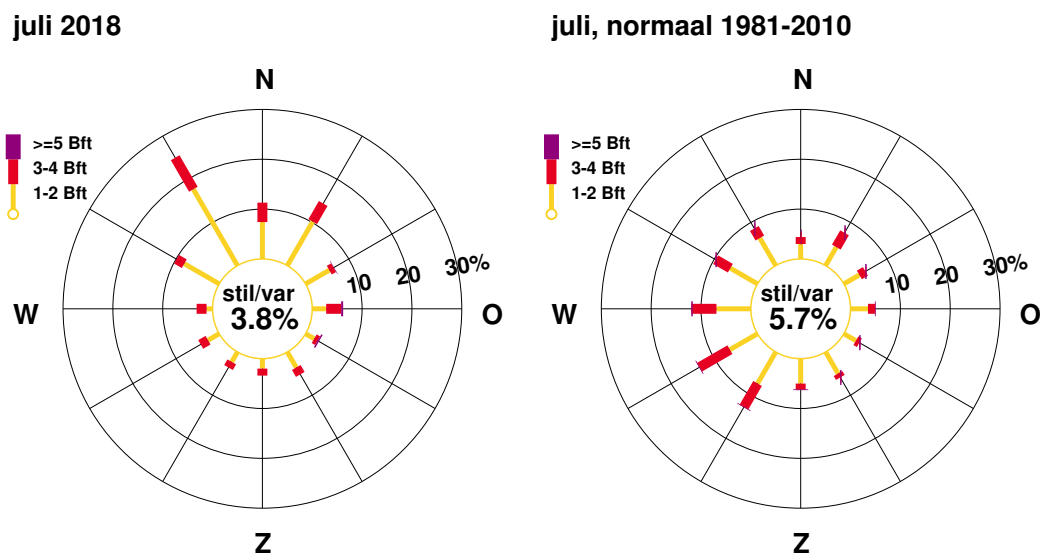 juli 2018
N
>=5 Bft
3-4 Bft
1-2 Bft
W
stil/var
3.8%
10
20
30%
O
Z
juli, normaal 1981-2010
N
>=5 Bft
3-4 Bft
1-2 Bft
W
stil/var
5.7%
10
20
30%
O
Z